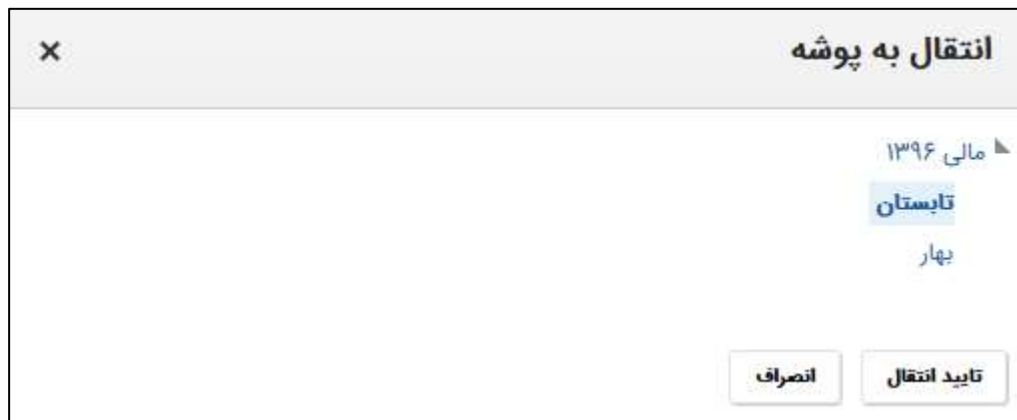 انتقال به پوشه ×
مالی ۱۳۹۶
تابستان
بهار
تایید انتقال انصراف